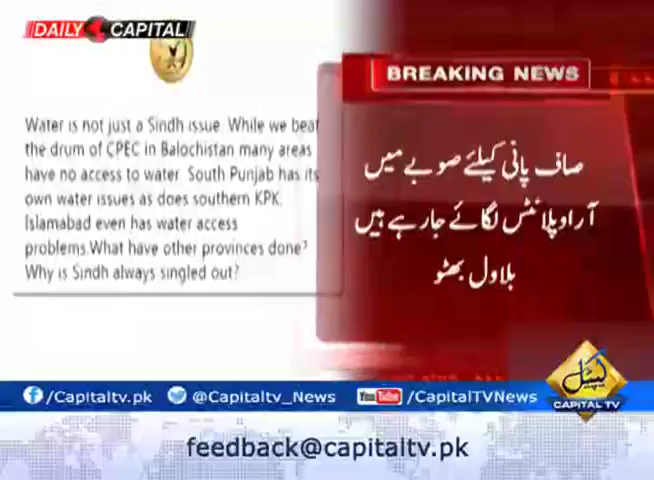 DAILY CAPITAL
BREAKING NEWS
Water is not just a Sindh issue. While we beat
the drum of CPEC in Balochistan many areas
have no access to water. South Punjab has its
own water issues as does southern KPK.
Islamabad even has water access
problems.What have other provinces done?
Why is Sindh always singled out?
صاف پانی کیلئے صوبے میں
آر او پلانٹس لگائے جارہے ہیں
بلاول بھٹو
/Capitaltv.pk
/Capitaltv_News
YouTube /CapitalTVNews
کیپٹل
CAPITAL TV
feedback@capitaltv.pk